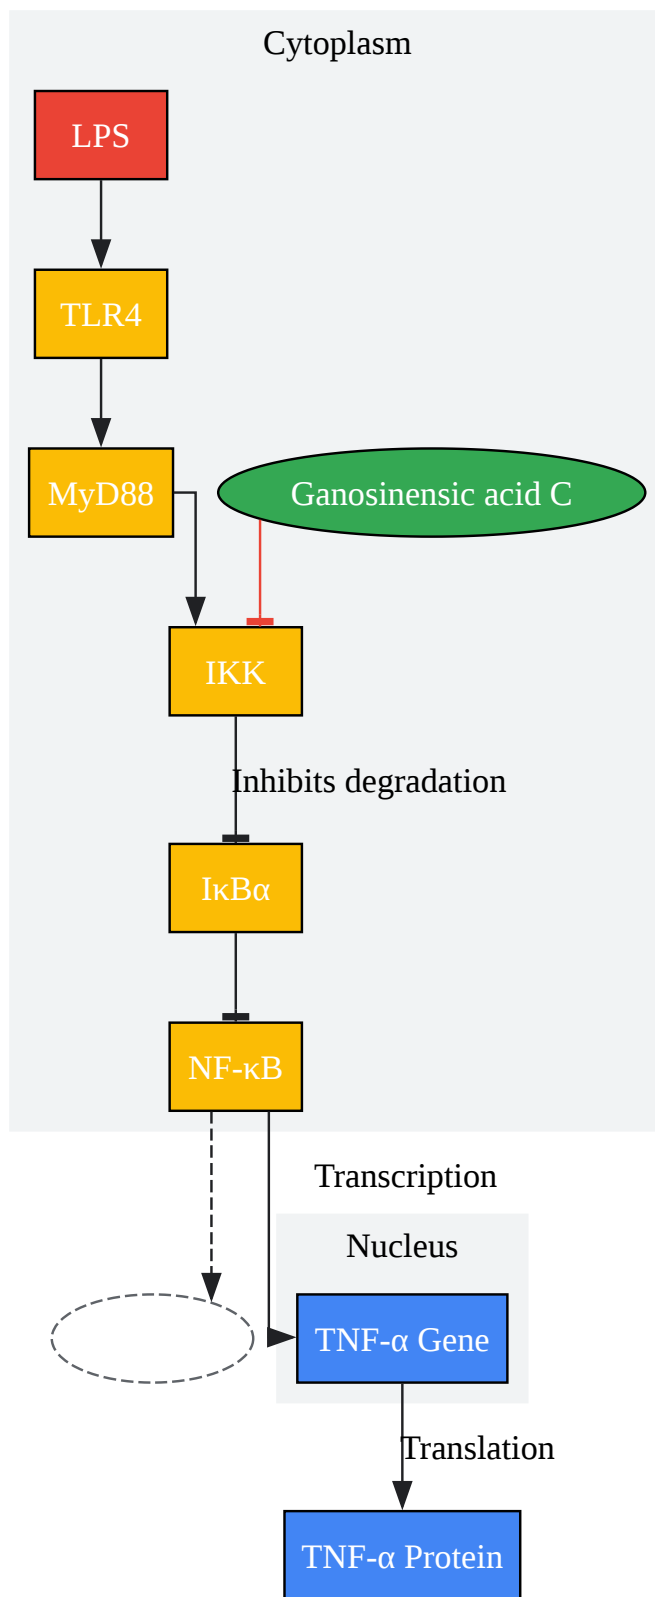 Cytoplasm
LPS
TLR4
MyD88
Ganosinensic acid C
IKK
Inhibits degradation
IκBα
NF-κB
Transcription
Nucleus
TNF-α Gene
Translation
TNF-α Protein